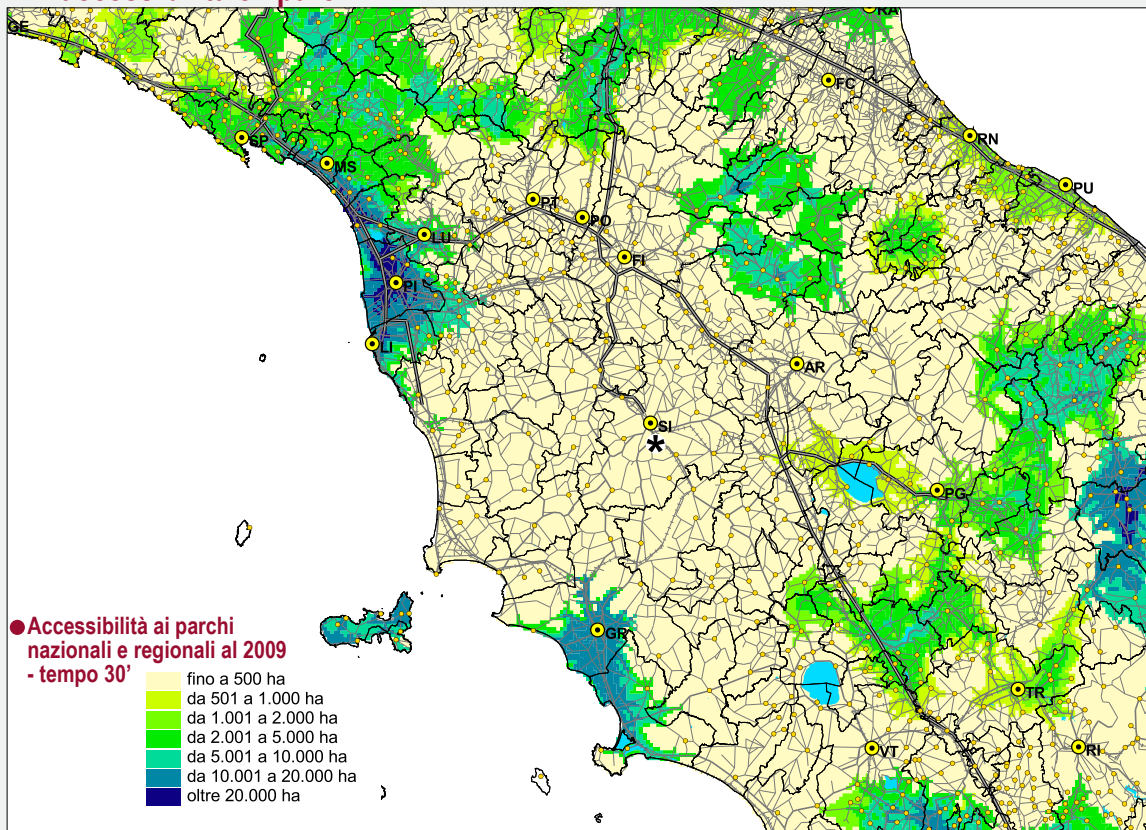 GE
RA
FC
SP
RN
MS
PU
PT
PO
LU
FI
PI
LI
AR
SI
*
PG
Accessibilità ai parchi
nazionali e regionali al 2009
- tempo 30’
GR
fino a 500 ha
TR
da 501 a 1.000 ha
da 1.001 a 2.000 ha
da 2.001 a 5.000 ha
da 5.001 a 10.000 ha
VT
RI
da 10.001 a 20.000 ha
oltre 20.000 ha